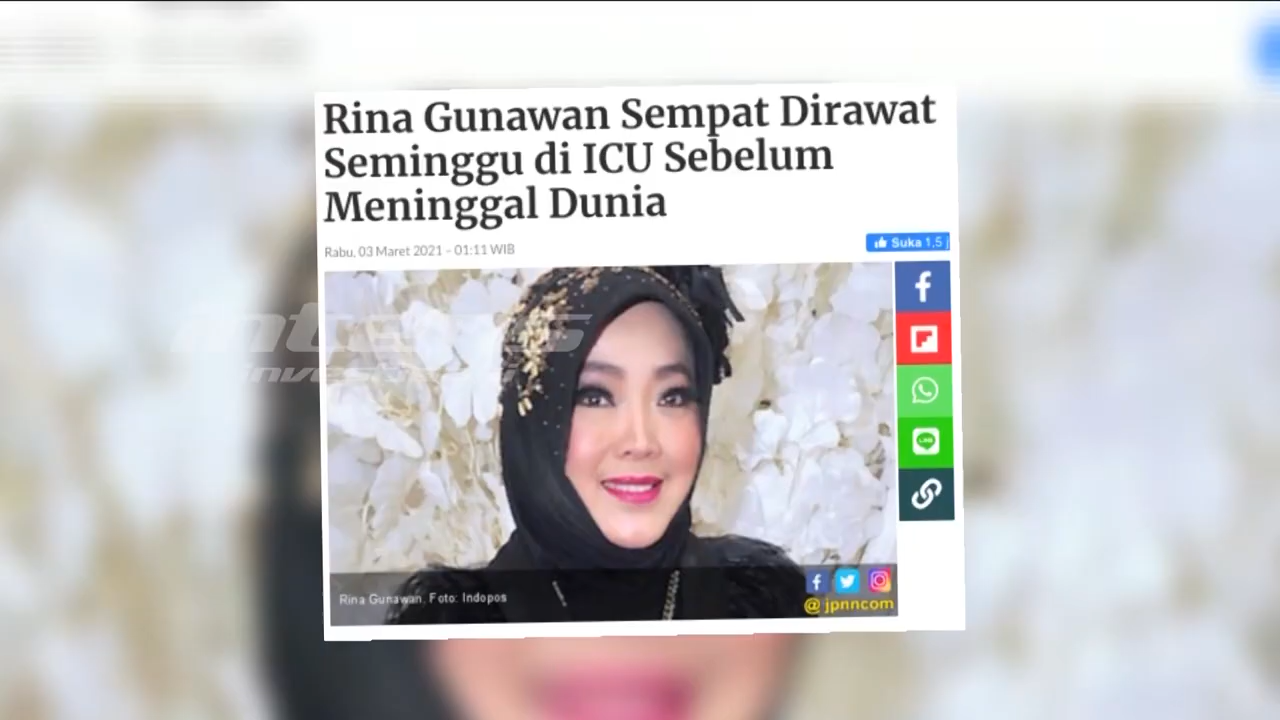 Rina Gunawan Sempat Dirawat
Seminggu di ICU Sebelum
Meninggal Dunia
Rabu, 03 Maret 2021 - 01:11 WIB
Suka 1,5 j
LINE
Rina Gunawan. Foto: Indopos
@ jpnncom